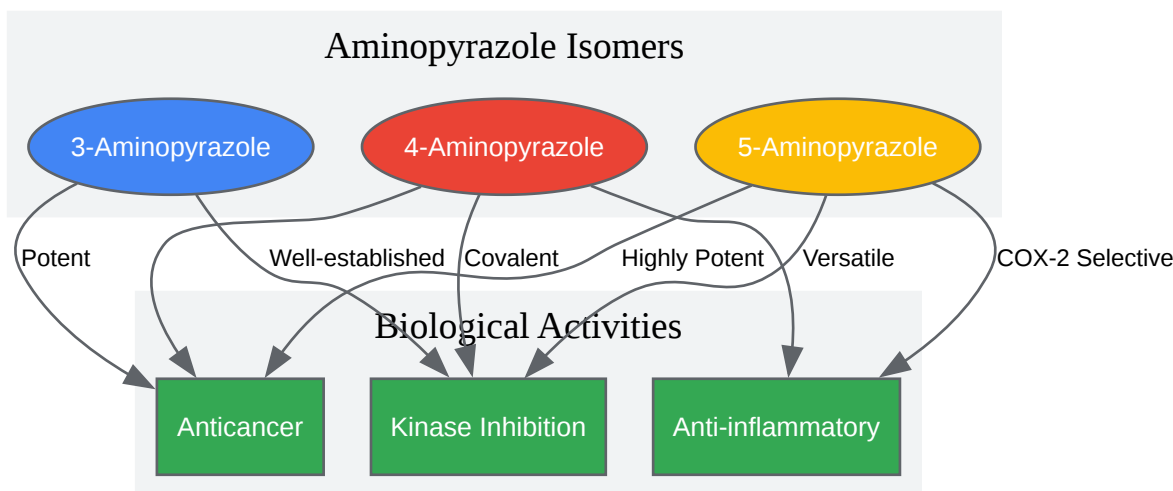 Aminopyrazole Isomers
3-Aminopyrazole
4-Aminopyrazole
5-Aminopyrazole
Potent
Well-established
Covalent
Highly Potent
Versatile
COX-2 Selective
Biological Activities
Anticancer
Kinase Inhibition
Anti-inflammatory